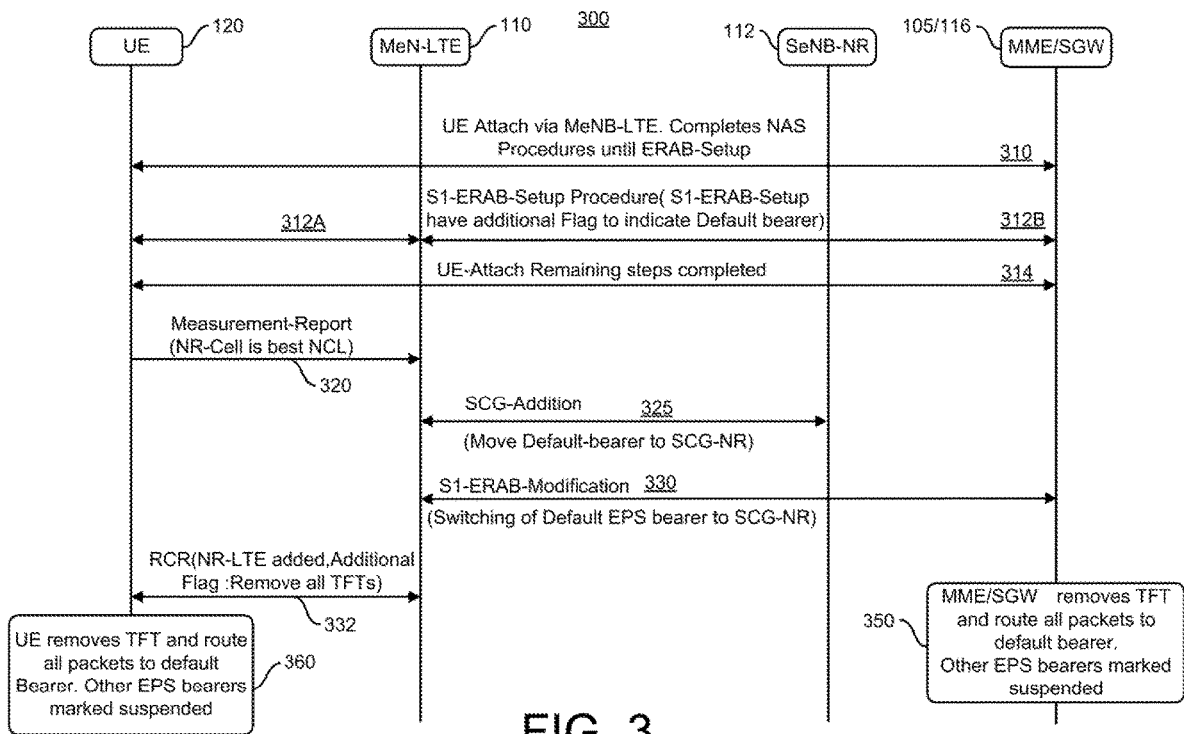 300
UE
120
MeN-LTE
110
112
SeNB-NR
105/116
MME/SGW
UE Attach via MeNB-LTE. Completes NAS
Procedures until ERAB-Setup
310
S1-ERAB-Setup Procedure( S1-ERAB-Setup
have additional Flag to indicate Default bearer)
312A
312B
UE-Attach Remaining steps completed
314
Measurement-Report
(NR-Cell is best NCL)
320
SCG-Addition
325
(Move Default-bearer to SCG-NR)
S1-ERAB-Modification
330
(Switching of Default EPS bearer to SCG-NR)
RCR(NR-LTE added,Additional
Flag :Remove all TFTs)
332
UE removes TFT and route
all packets to default
Bearer. Other EPS bearers
marked suspended
360
350
MME/SGW removes TFT
and route all packets to
default bearer.
Other EPS bearers marked
suspended
FIG. 3